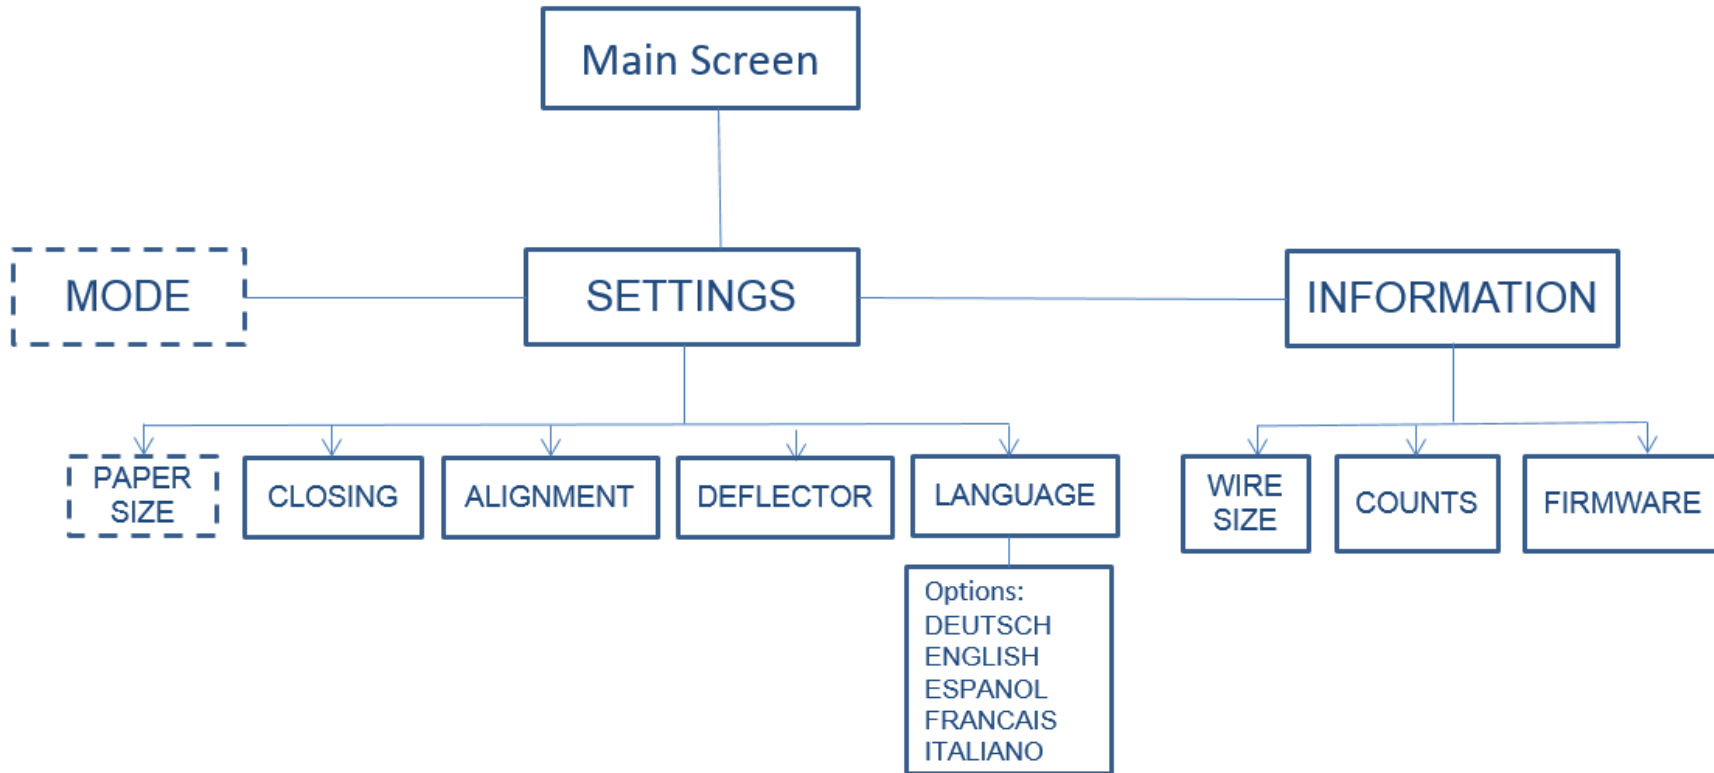 Main Screen
MODE
SETTINGS
INFORMATION
PAPER
SIZE
CLOSING
ALIGNMENT
DEFLECTOR
LANGUAGE
WIRE
SIZE
COUNTS
FIRMWARE
Options:
DEUTSCH
ENGLISH
ESPANOL
FRANCAIS
ITALIANO